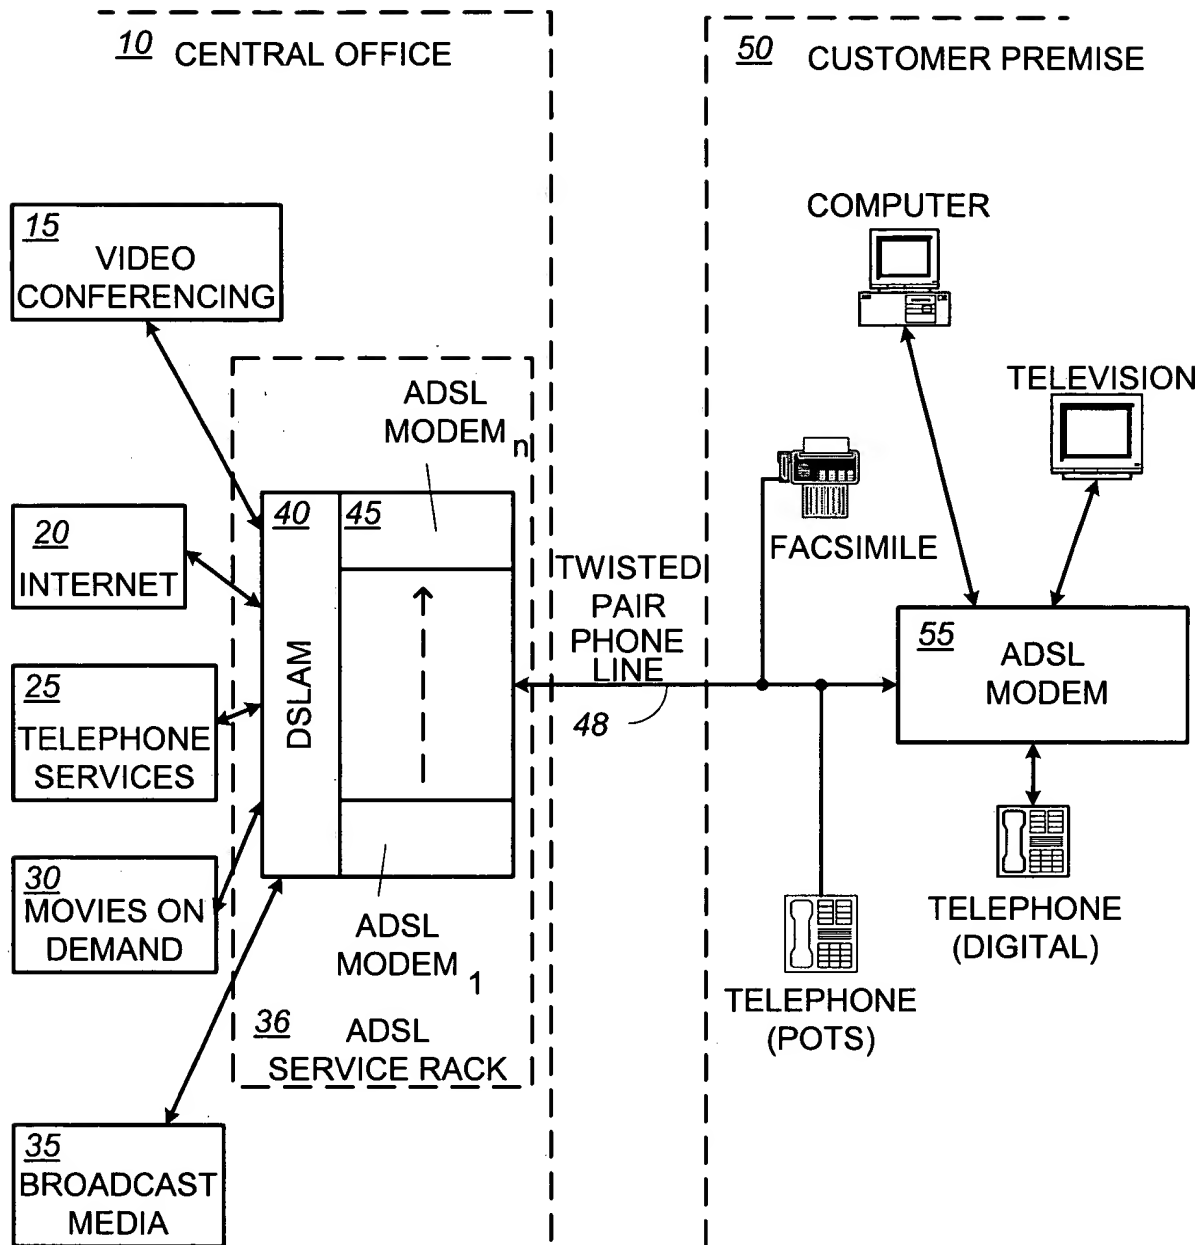 10 CENTRAL OFFICE
50 CUSTOMER PREMISE
15
VIDEO
CONFERENCING
COMPUTER
TELEVISION
ADSL
MODEM n
40
45
20
INTERNET
FACSIMILE
TWISTED
PAIR
PHONE
LINE
48
DSLAM
55
ADSL
MODEM
25
TELEPHONE
SERVICES
30
MOVIES ON
DEMAND
ADSL
MODEM 1
TELEPHONE
(DIGITAL)
TELEPHONE
(POTS)
36
ADSL
SERVICE RACK
35
BROADCAST
MEDIA